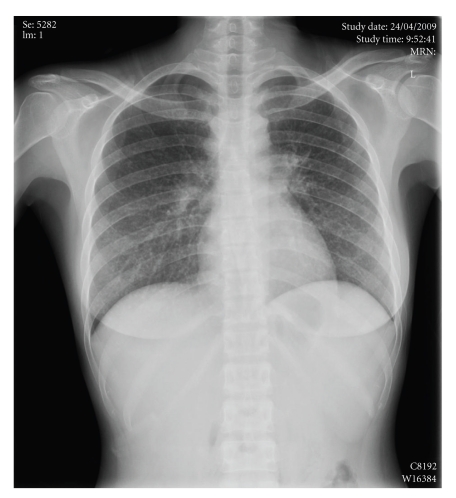 Se: 5282
Im: 1
Study date: 24/04/2009
Study time: 9:52:41
MRN:
L
C8192
W16384